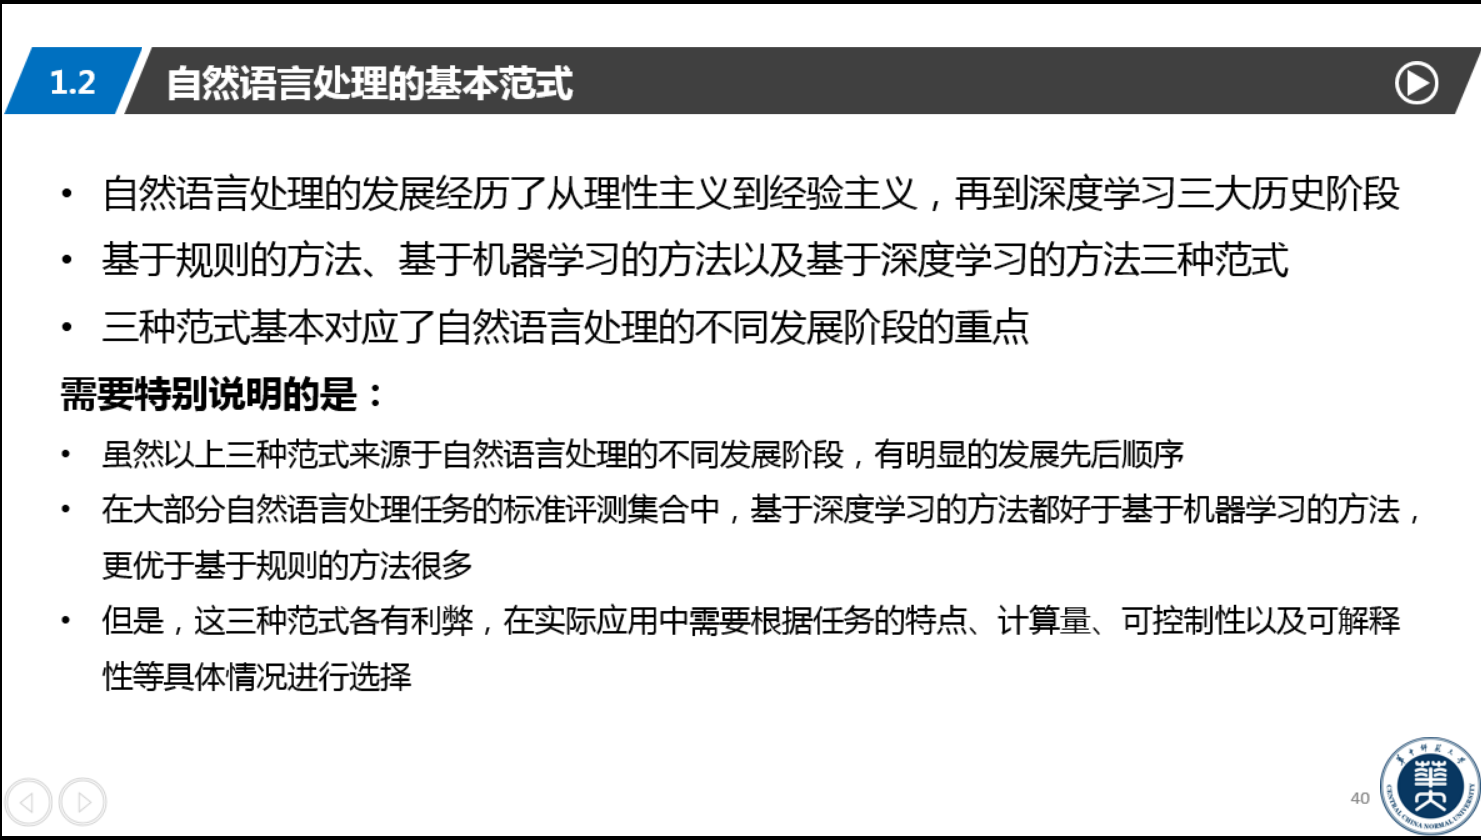 1.2 自然语言处理的基本范式
• 自然语言处理的发展经历了从理性主义到经验主义，再到深度学习三大历史阶段
• 基于规则的方法、基于机器学习的方法以及基于深度学习的方法三种范式
• 三种范式基本对应了自然语言处理的不同发展阶段的重点
需要特别说明的是：
• 虽然以上三种范式来源于自然语言处理的不同发展阶段，有明显的发展先后顺序
• 在大部分自然语言处理任务的标准评测集合中，基于深度学习的方法都好于基于机器学习的方法，
更优于基于规则的方法很多
• 但是，这三种范式各有利弊，在实际应用中需要根据任务的特点、计算量、可控制性以及可解释
性等具体情况进行选择
40
華中師範大學
CENTRAL CHINA NORMAL UNIVERSITY